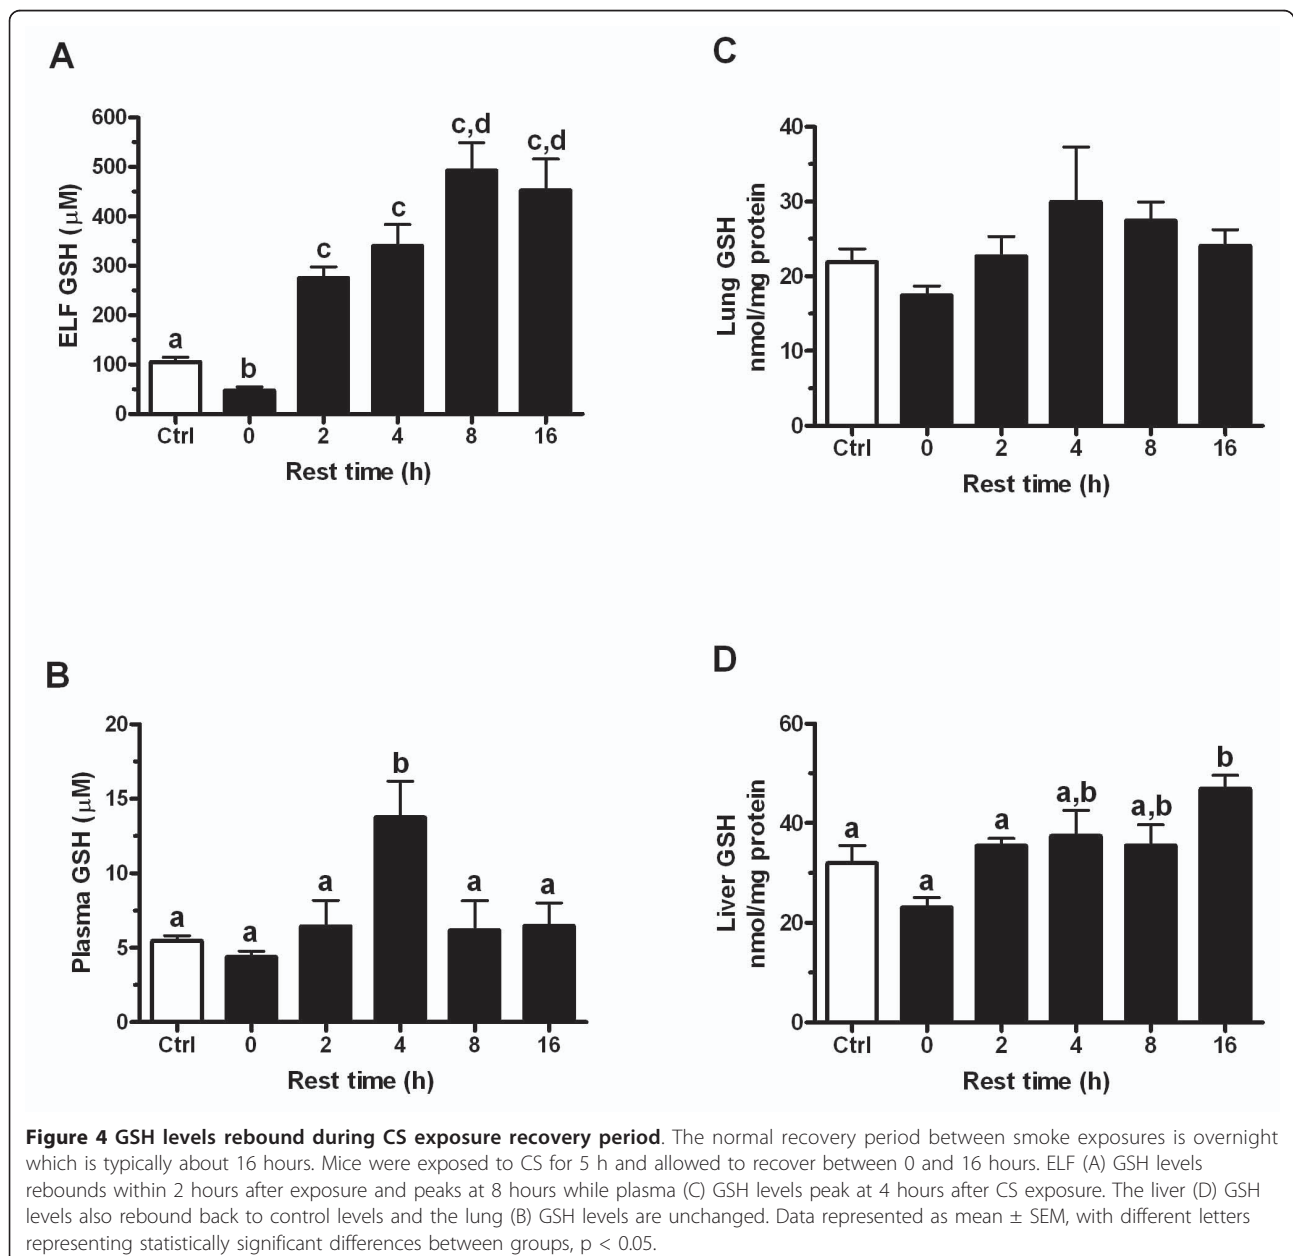 A
600
500
400
300
200
100
0
ELF GSH (μM)
a
b
c
c
c,d
c,d
Ctrl 0 2 4 8 16
Rest time (h)
C
40
30
20
10
0
Lung GSH
nmol/mg protein
Ctrl 0 2 4 8 16
Rest time (h)
B
20
15
10
5
0
Plasma GSH (μM)
a
a
a
b
a
a
Ctrl 0 2 4 8 16
Rest time (h)
D
60
40
20
0
Liver GSH
nmol/mg protein
a
a
a
a,b
a,b
b
Ctrl 0 2 4 8 16
Rest time (h)
Figure 4 GSH levels rebound during CS exposure recovery period. The normal recovery period between smoke exposures is overnight
which is typically about 16 hours. Mice were exposed to CS for 5 h and allowed to recover between 0 and 16 hours. ELF (A) GSH levels
rebounds within 2 hours after exposure and peaks at 8 hours while plasma (C) GSH levels peak at 4 hours after CS exposure. The liver (D) GSH
levels also rebound back to control levels and the lung (B) GSH levels are unchanged. Data represented as mean ± SEM, with different letters
representing statistically significant differences between groups, p < 0.05.